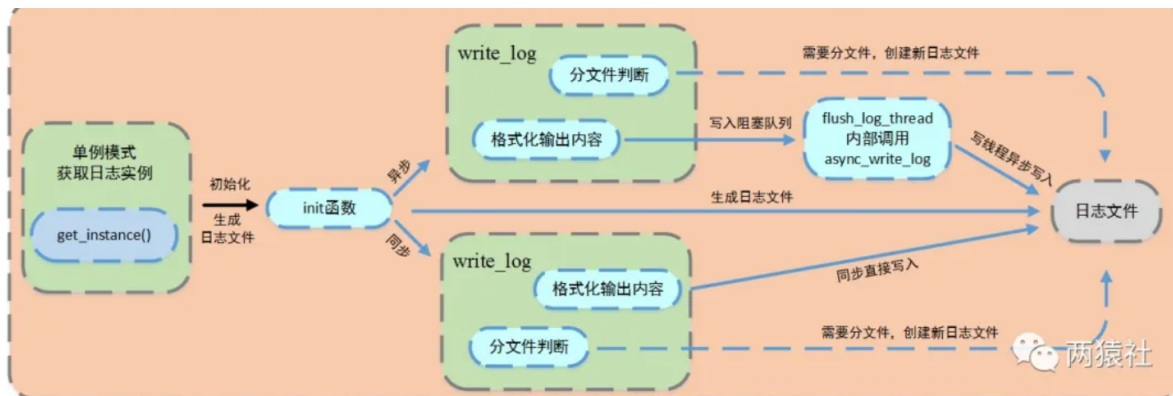 单例模式
获取日志实例
get_instance()
初始化
生成
日志文件
init函数
异步
同步
write_log
分文件判断
格式化输出内容
需要分文件，创建新日志文件
写入阻塞队列
flush_log_thread
内部调用
async_write_log
写线程异步写入
生成日志文件
日志文件
write_log
格式化输出内容
分文件判断
同步直接写入
需要分文件，创建新日志文件
两猿社